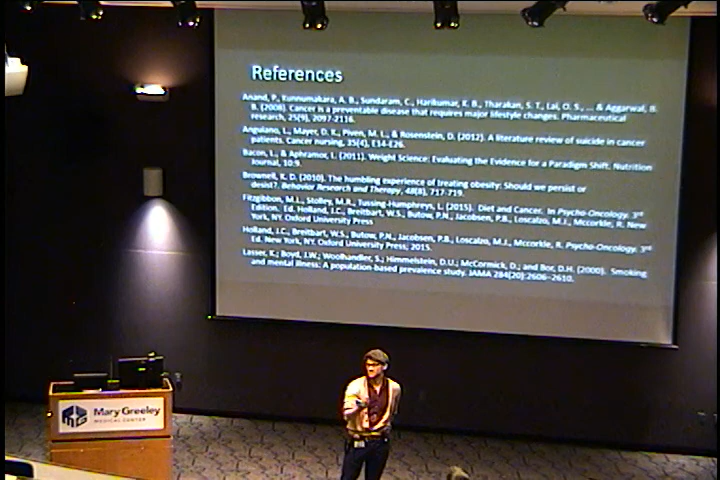 References
Anand, P., Kunnumakara, A. B., Sundaram, C., Harikumar, K. B., Tharakan, S. T., Lai, O. S., ... & Aggarwal, B.
B. (2008). Cancer is a preventable disease that requires major lifestyle changes. Pharmaceutical
research, 25(9), 2097-2116.
Anguiano, L., Mayer, D. K., Piven, M. L., & Rosenstein, D. (2012). A literature review of suicide in cancer
patients. Cancer nursing, 35(4), E14-E26.
Bacon, L., & Aphramor, L. (2011). Weight Science: Evaluating the Evidence for a Paradigm Shift. Nutrition
Journal, 10:9.
Brownell, K. D. (2010). The humbling experience of treating obesity: Should we persist or
desist?. Behavior Research and Therapy, 48(8), 717-719.
Fitzgibbon, M.L., Stolley, M.R., Tussing-Humphreys, L. (2015). Diet and Cancer. In Psycho-Oncology. 3rd
Edition. Ed. Holland, J.C., Breitbart, W.S., Butow, P.N., Jacobsen, P.B., Loscalzo, M.J., Mccorkle, R. New
York, NY. Oxford University Press
Holland, J.C., Breitbart, W.S., Butow, P.N., Jacobsen, P.B., Loscalzo, M.J., Mccorkle, R. Psycho-Oncology. 3rd
Ed. New York, NY. Oxford University Press; 2015.
Lasser, K.; Boyd, J.W.; Woolhandler, S.; Himmelstein, D.U.; McCormick, D.; and Bor, D.H. (2000). Smoking
and mental illness: A population-based prevalence study. JAMA 284(20):2606–2610.
Mary Greeley
MEDICAL CENTER